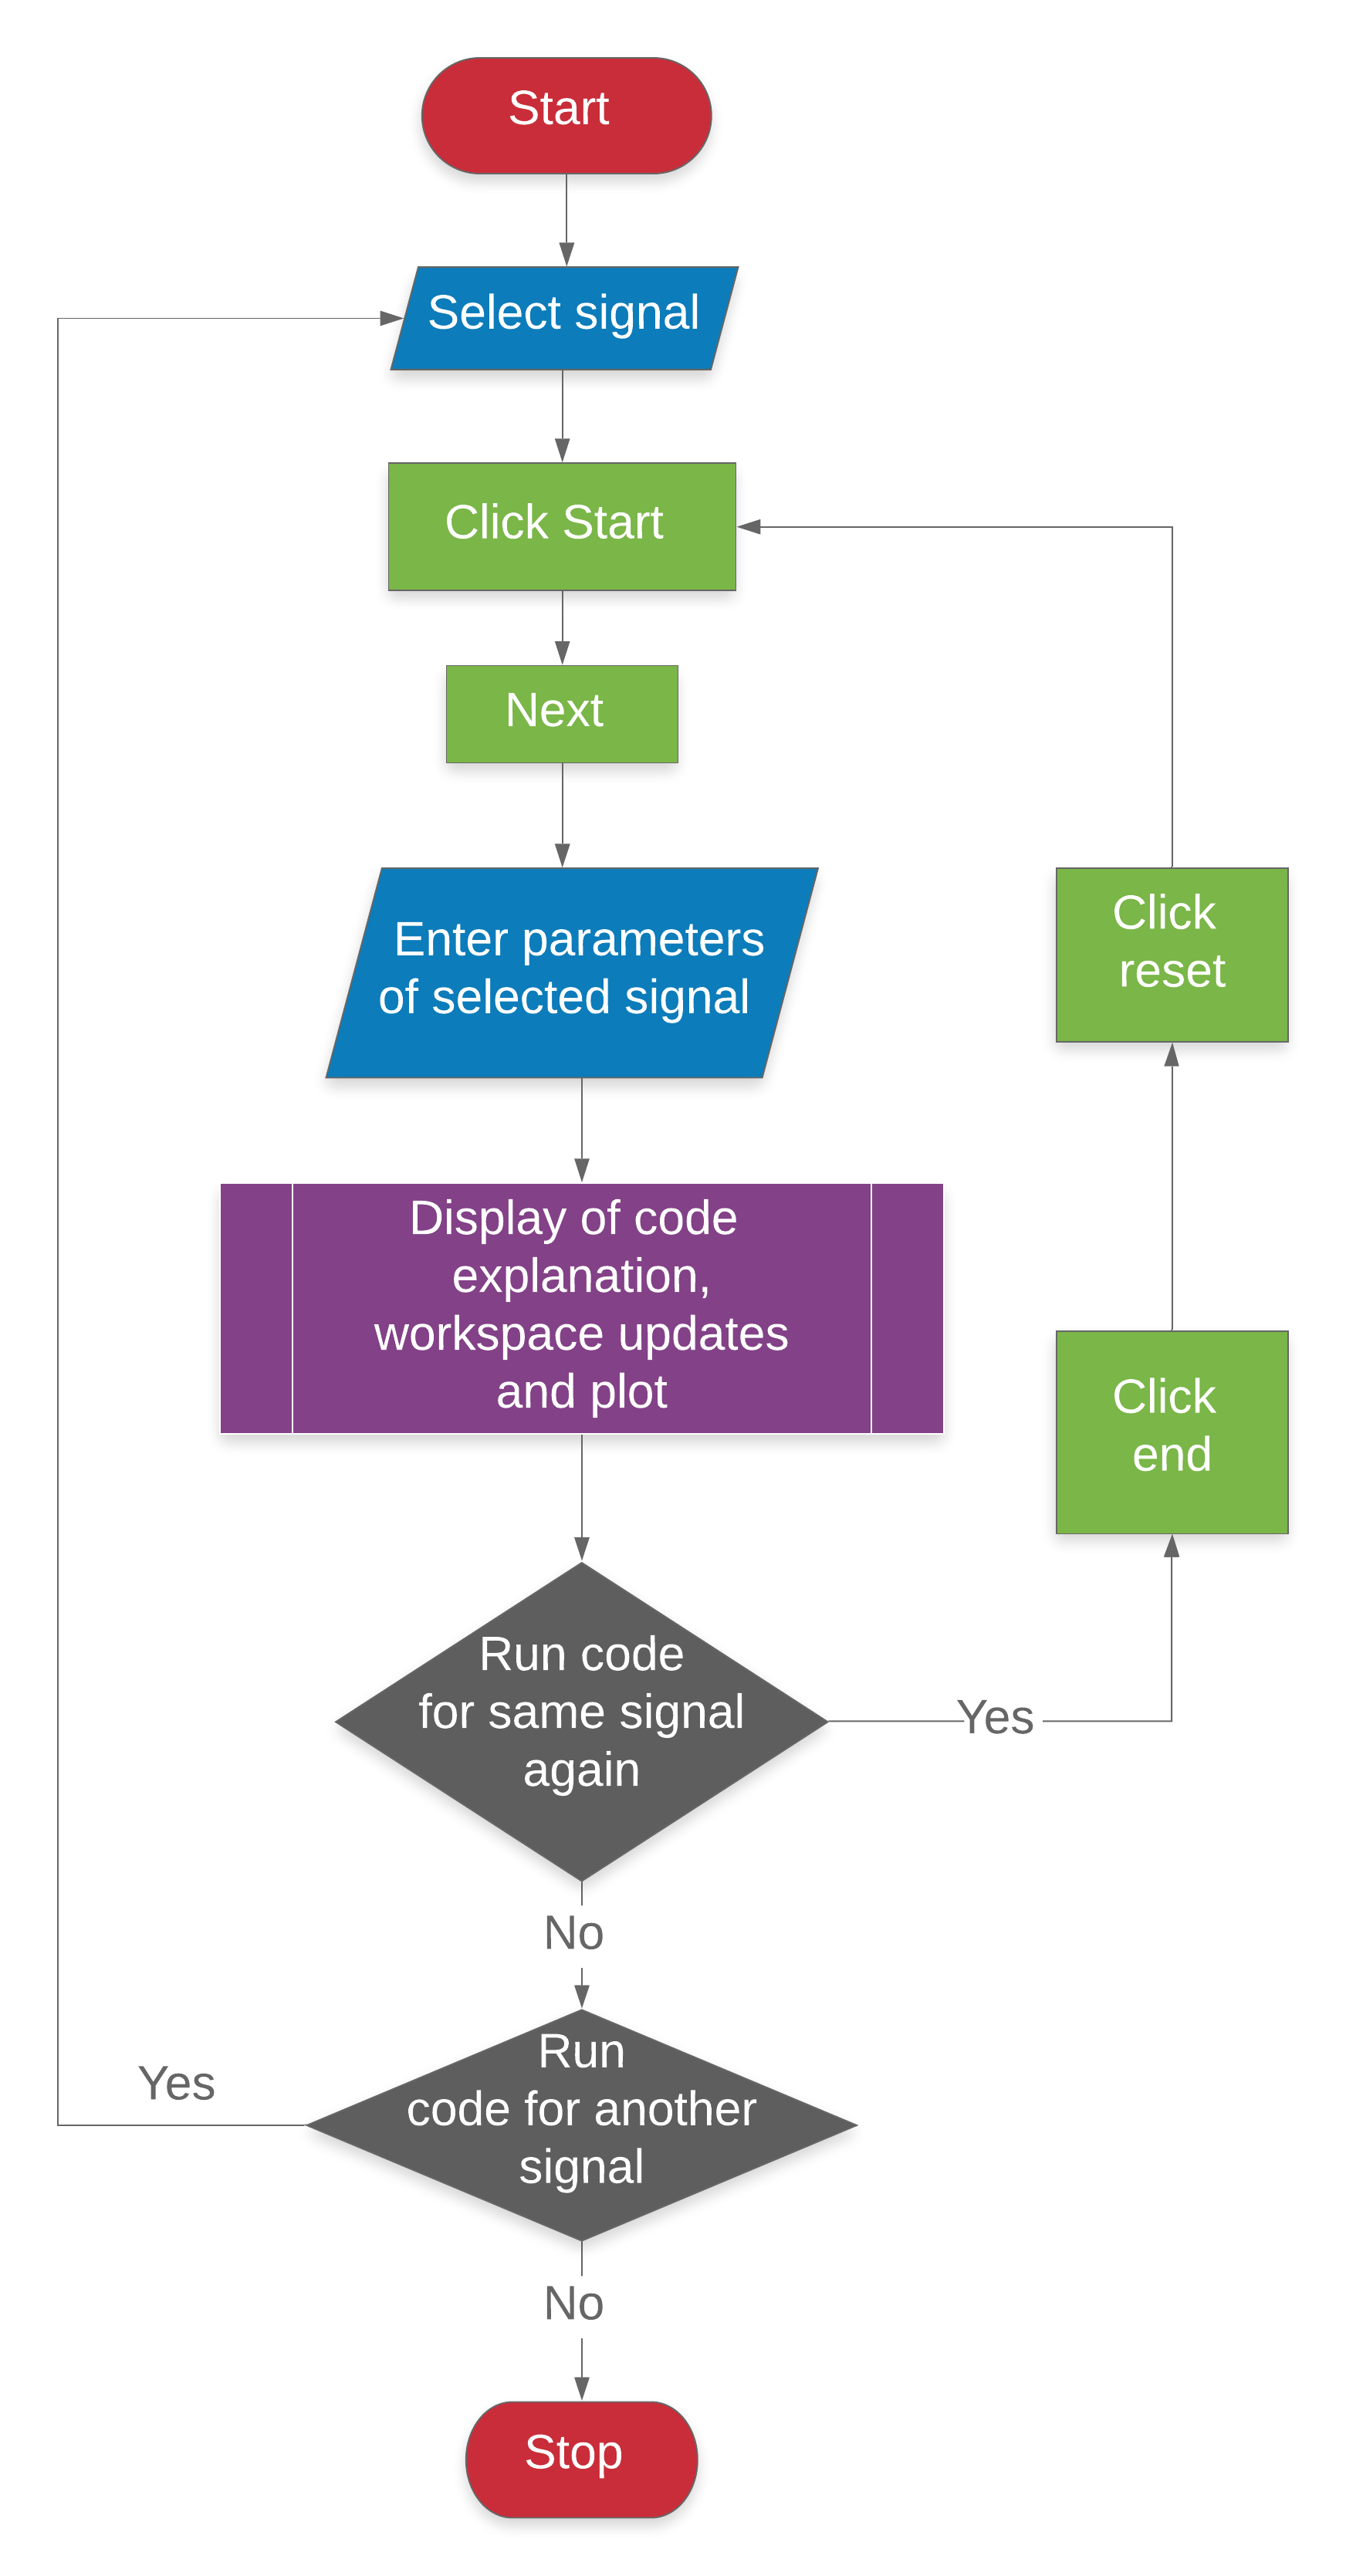 Start
Select signal
Click Start
Next
Enter parameters
of selected signal
Click
reset
Display of code
explanation,
workspace updates
and plot
Click
end
Run code
for same signal
again
Yes
No
Run
code for another
signal
Yes
No
Stop